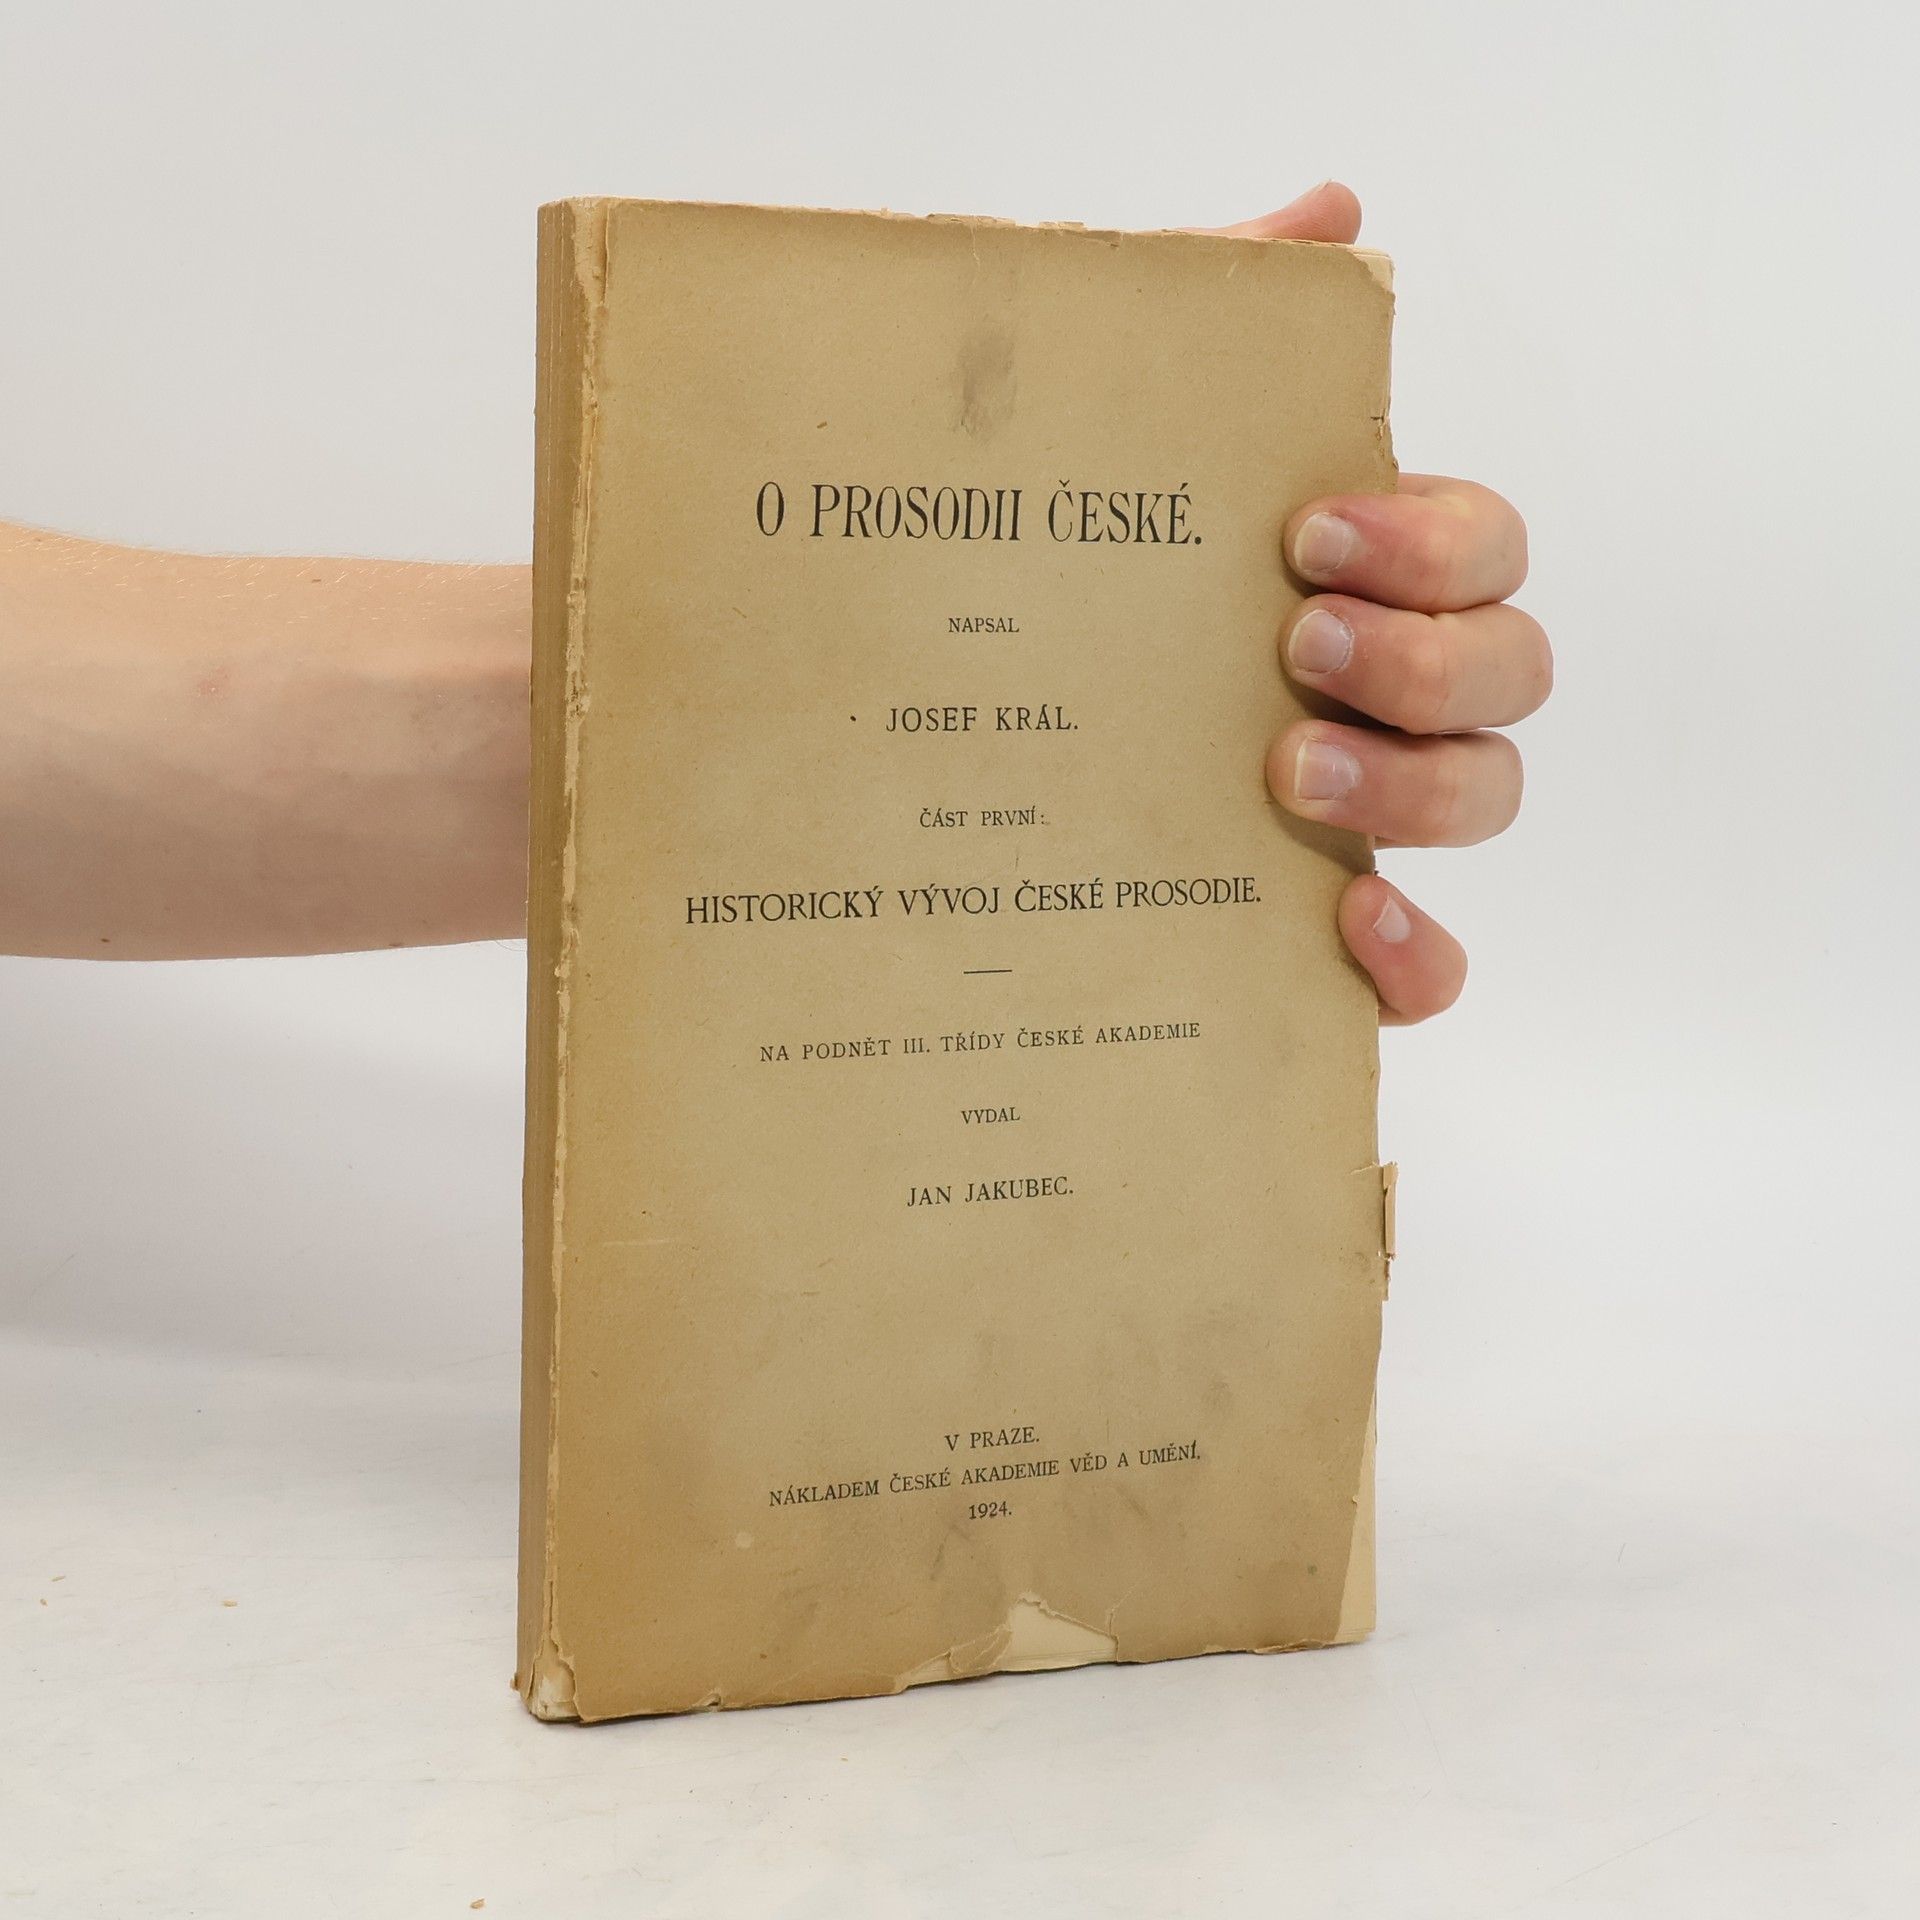 O PROSODII ČESKÉ.
NAPSAL
JOSEF KRÁL.
ČÁST PRVNÍ:
HISTORICKÝ VÝVOJ ČESKÉ PROSODIE.
NA PODNĚT III. TŘÍDY ČESKÉ AKADEMIE
VYDAL
JAN JAKUBEC.
V PRAZE.
NÁKLADEM ČESKÉ AKADEMIE VĚD A UMĚNÍ.
1924.